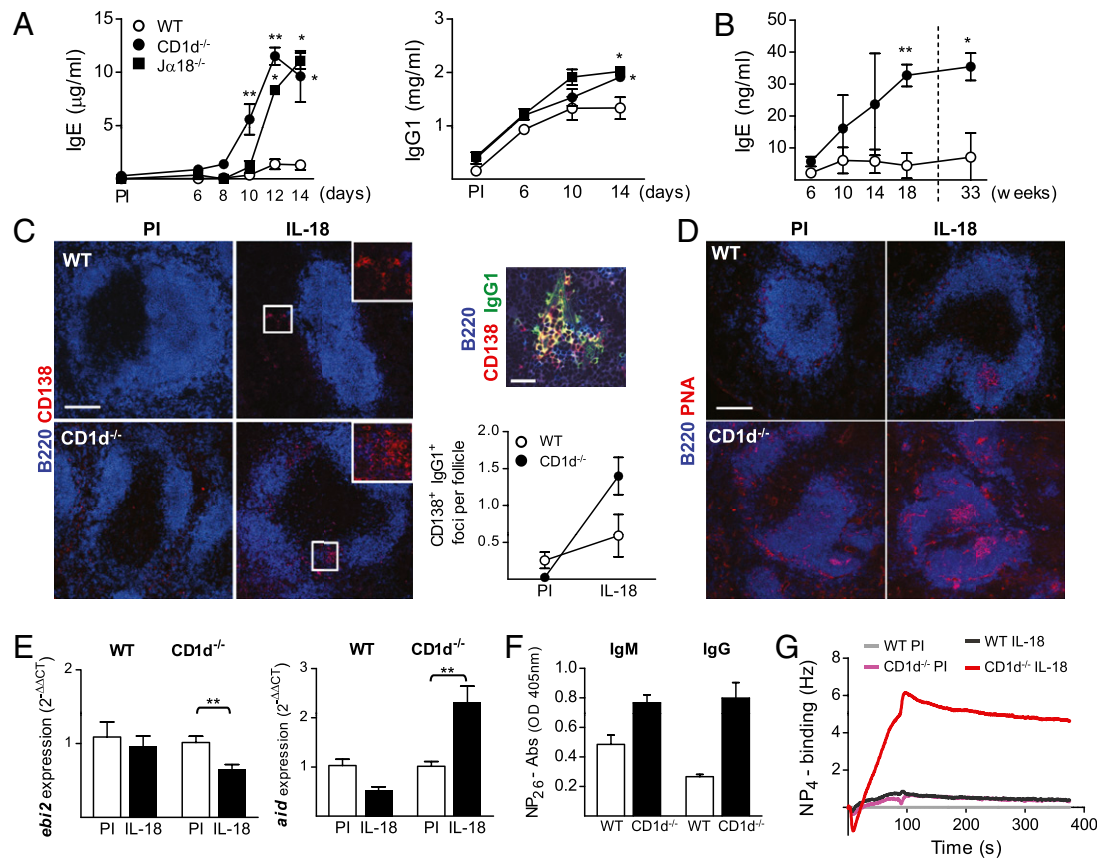 A
WT
CD1d-/-
Jα18-/-
IgE (μg/ml)
15
10
5
** *
* *
**
PI 6 8 10 12 14 (days)
IgG1 (mg/ml)
3
2
1
*
*
PI 6 10 14 (days)
B
IgE (ng/ml)
50
40
30
20
10
** *
6 10 14 18 33 (weeks)
C
PI IL-18
WT
CD1d-/-
B220 CD138
B220
CD138 IgG1
CD138+ IgG1+
foci per follicle
2.0
1.5
1.0
0.5
WT
CD1d-/-
PI IL-18
D
PI IL-18
WT
CD1d-/-
B220 PNA
E
WT CD1d-/-
ebi2 expression (2-ΔΔCT)
2
1
**
PI IL-18 PI IL-18
WT CD1d-/-
aid expression (2-ΔΔCT)
3
2
1
**
PI IL-18 PI IL-18
F
IgM IgG
NP26- Abs (OD 405nm)
1.0
0.8
0.6
0.4
0.2
WT CD1d-/- WT CD1d-/-
G
WT PI WT IL-18
CD1d-/- PI CD1d-/- IL-18
NP4 - binding (Hz)
8
6
4
2
0
100 200 300 400
Time (s)